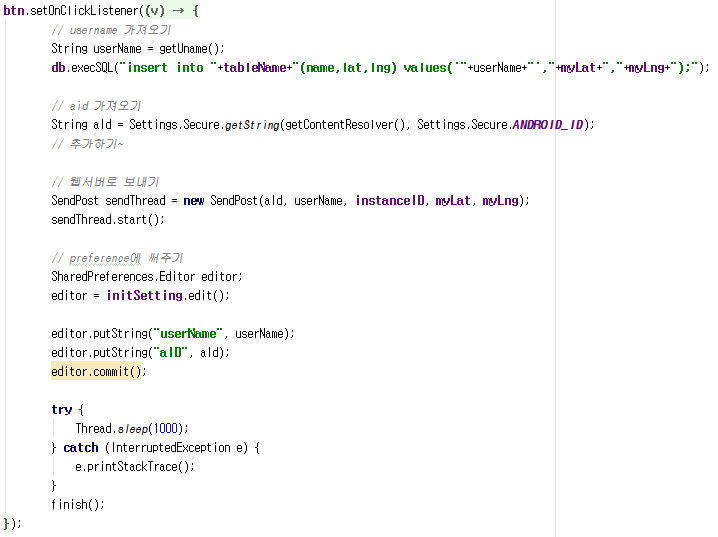 btn.setOnClickListener((v) → {
// username 가져오기
String userName = getUname();
db.execSQL("insert into "+tableName+"(name,lat,lng) values('"+userName+"',"+myLat+","+myLng+");");
// aid 가져오기
String aId = Settings.Secure.getString(getContentResolver(), Settings.Secure.ANDROID_ID);
// 추가하기~
// 웹서버로 보내기
SendPost sendThread = new SendPost(aId, userName, instanceID, myLat, myLng);
sendThread.start();
// preference에 써주기
SharedPreferences.Editor editor;
editor = initSetting.edit();
editor.putString("userName", userName);
editor.putString("aID", aId);
editor.commit();
try {
Thread.sleep(1000);
} catch (InterruptedException e) {
e.printStackTrace();
}
finish();
});